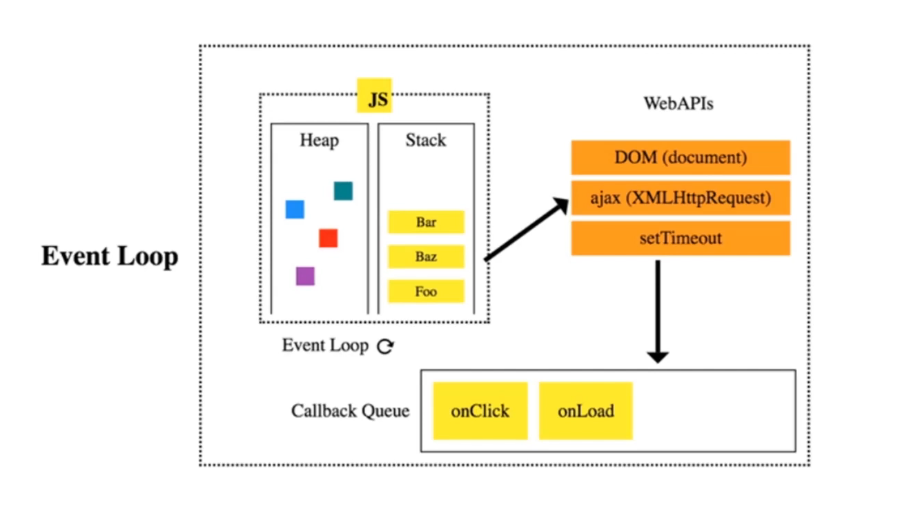 Event Loop
JS
Heap
Stack
Bar
Baz
Foo
Event Loop
WebAPIs
DOM (document)
ajax (XMLHttpRequest)
setTimeout
Callback Queue
onClick
onLoad